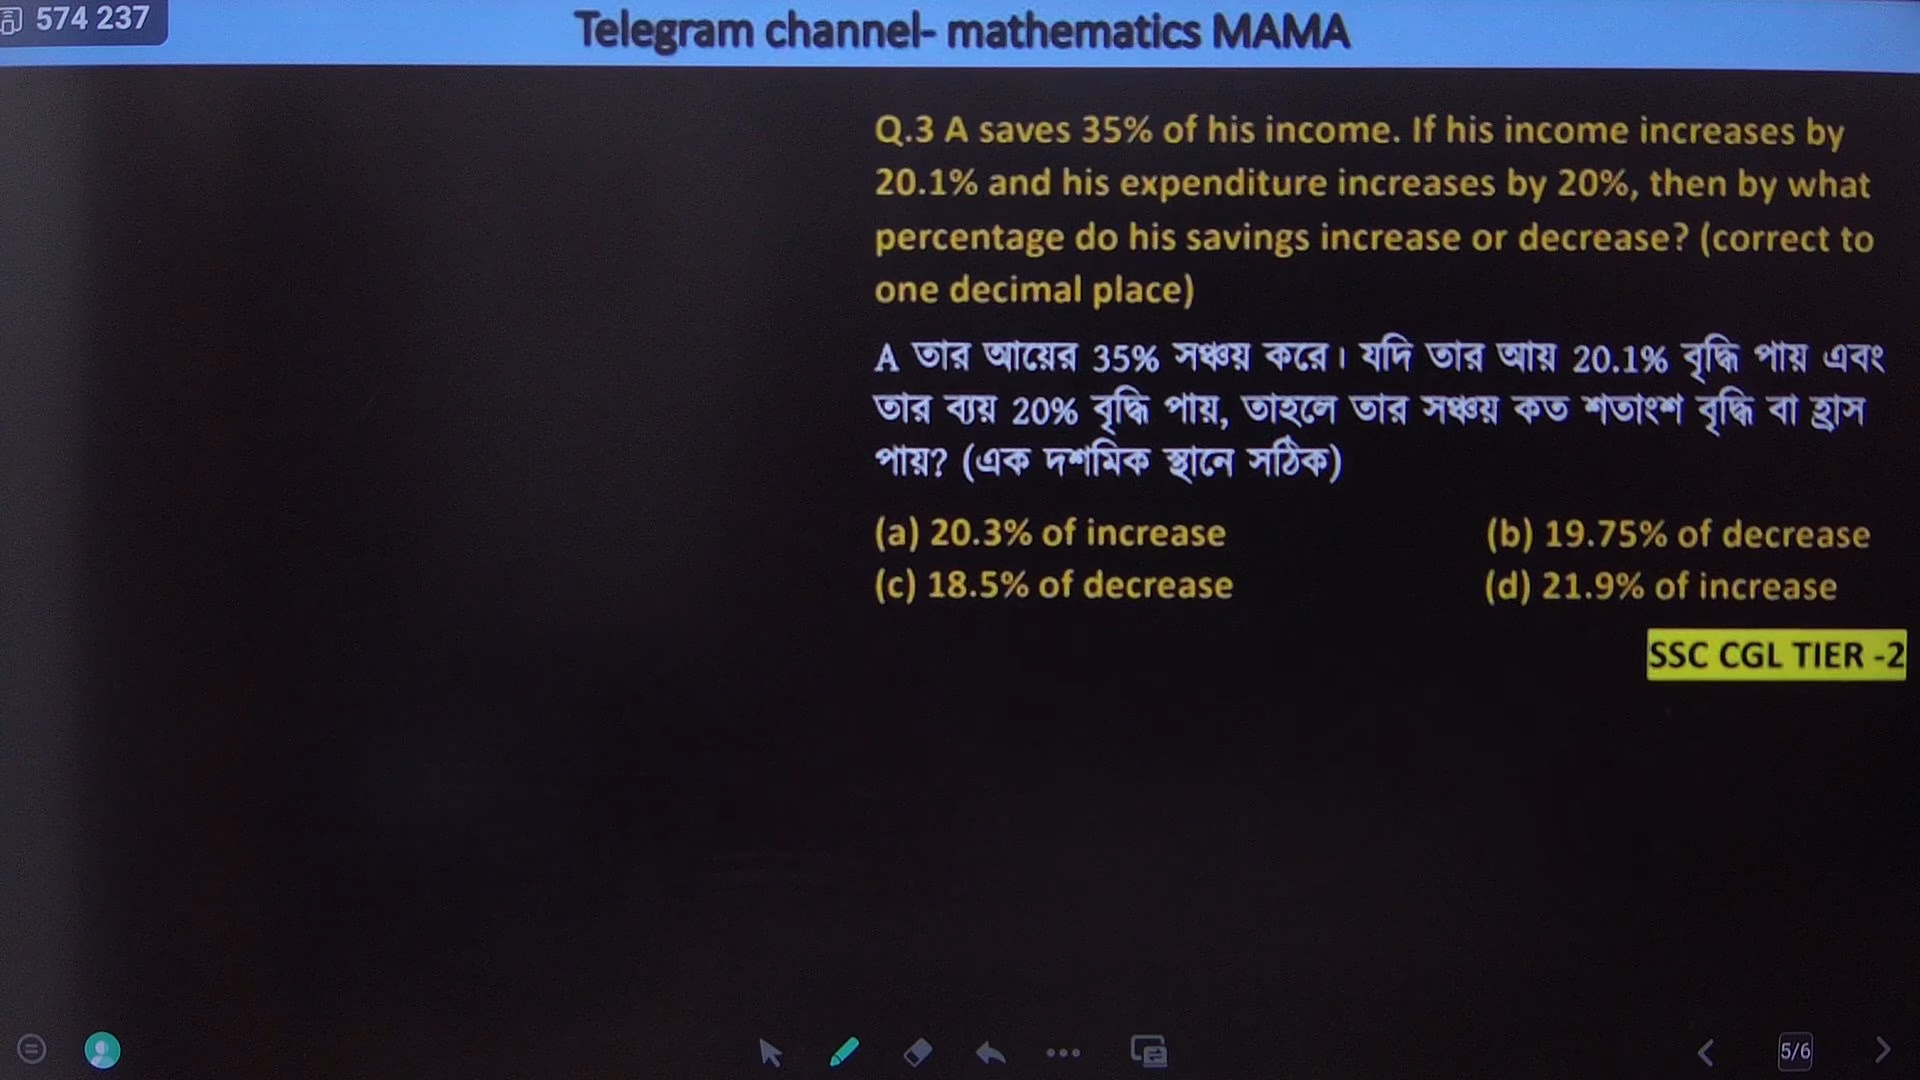 574 237
Telegram channel- mathematics MAMA
Q.3 A saves 35% of his income. If his income increases by
20.1% and his expenditure increases by 20%, then by what
percentage do his savings increase or decrease? (correct to
one decimal place)
A তার আয়ের 35% সঞ্চয় করে। যদি তার আয় 20.1% বৃদ্ধি পায় এবং
তার ব্যয় 20% বৃদ্ধি পায়, তাহলে তার সঞ্চয় কত শতাংশ বৃদ্ধি বা হ্রাস
পায়? (এক দশমিক স্থানে সঠিক)
(a) 20.3% of increase (b) 19.75% of decrease
(c) 18.5% of decrease (d) 21.9% of increase
SSC CGL TIER -2
5/6